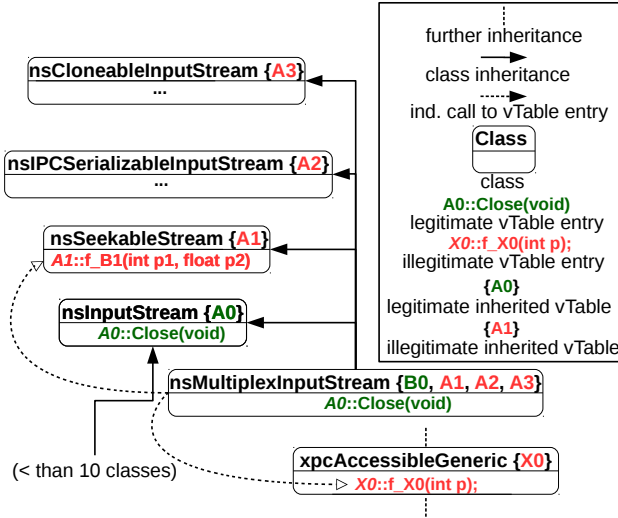 nsCloneableInputStream {A3}
...
nsIPCSerializableInputStream {A2}
...
nsSeekableStream {A1}
A1::f_B1(int p1, float p2)
nsInputStream {A0}
A0::Close(void)
nsMultiplexInputStream {B0, A1, A2, A3}
A0::Close(void)
(< than 10 classes)
xpcAccessibleGeneric {X0}
X0::f_X0(int p);
further inheritance
class inheritance
ind. call to vTable entry
Class
class
A0::Close(void)
legitimate vTable entry
X0::f_X0(int p);
illegitimate vTable entry
{A0}
legitimate inherited vTable
{A1}
illegitimate inherited vTable